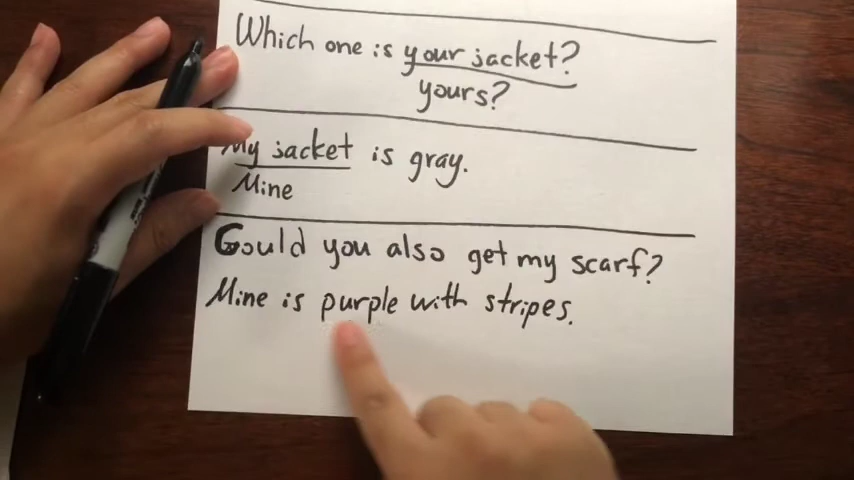 Which one is your jacket?
yours?
My jacket is gray.
Mine
Could you also get my scarf?
Mine is purple with stripes.